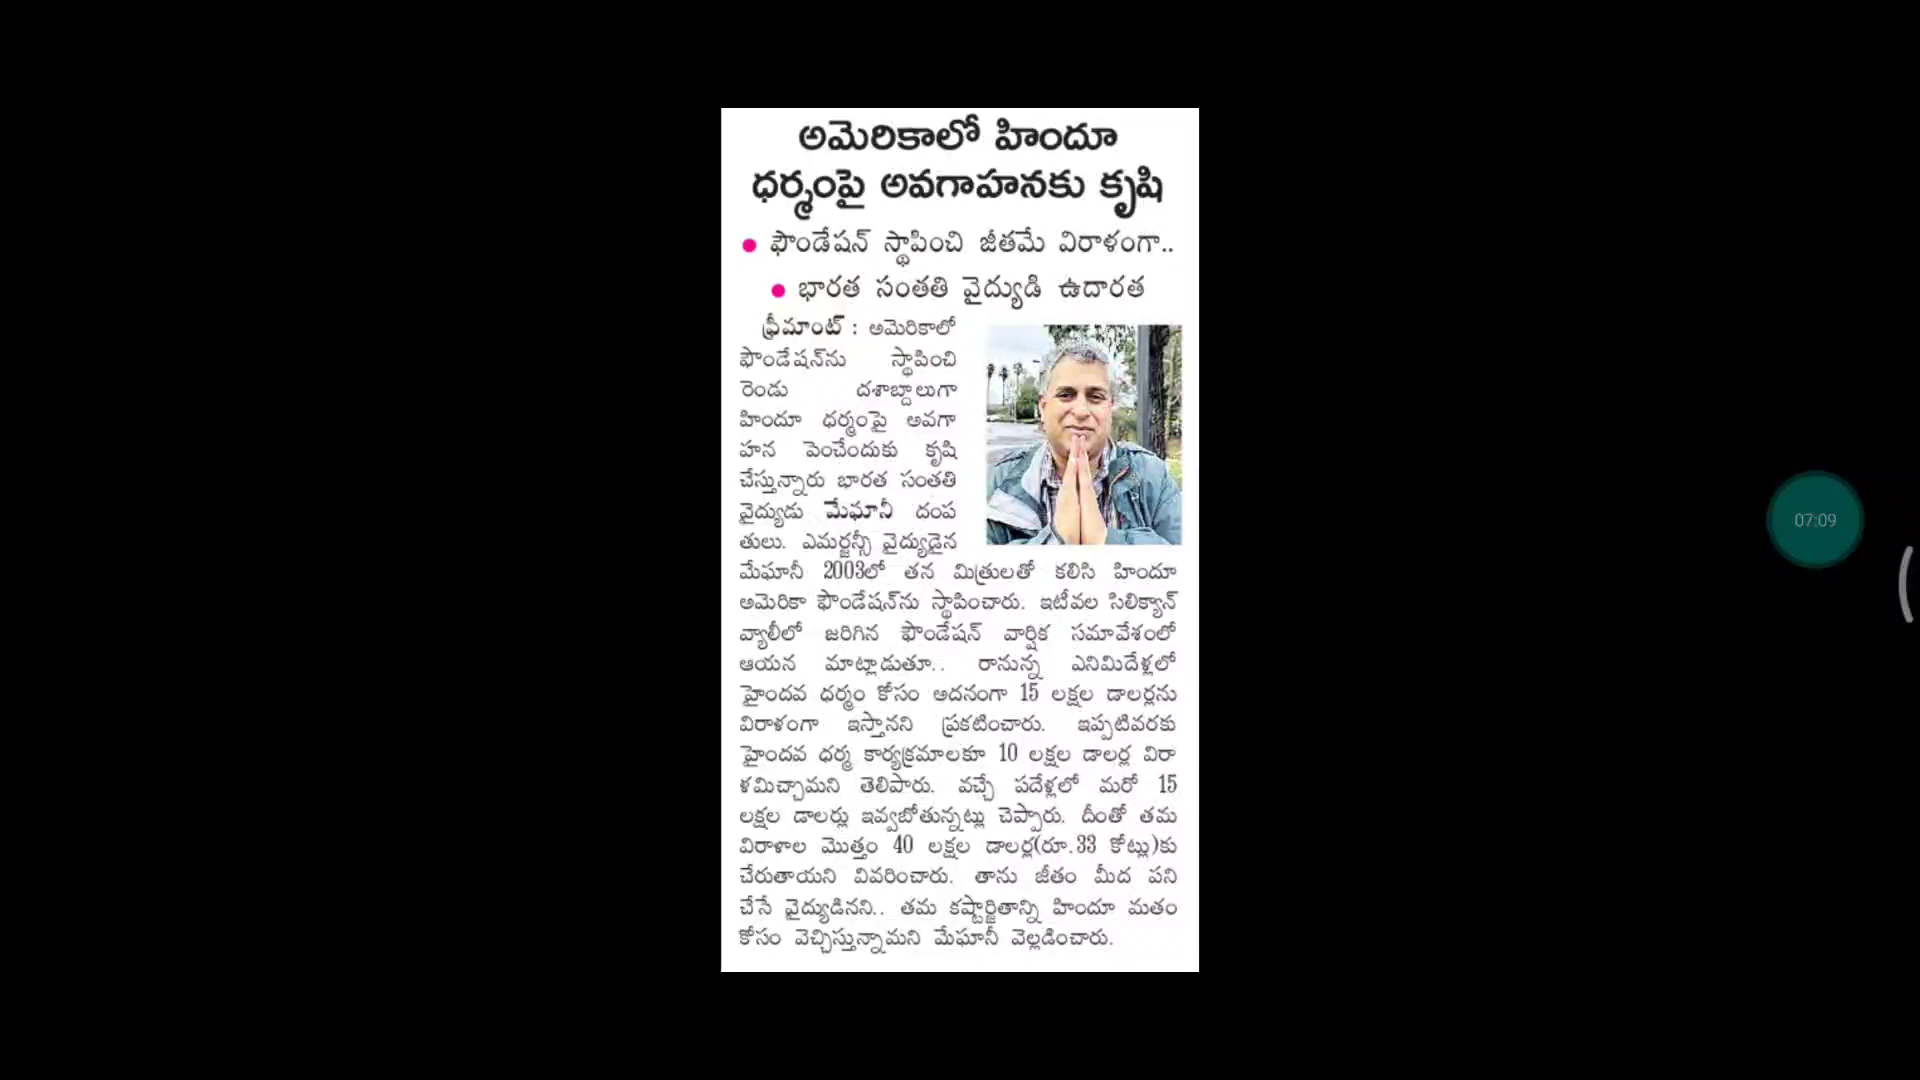 అమెరికాలో హిందూ
ధర్మంపై అవగాహనకు కృషి
● ఫౌండేషన్ స్థాపించి జీతమే విరాళంగా..
● భారత సంతతి వైద్యుడి ఉదారత
ఫ్రీమాంట్ : అమెరికాలో
ఫౌండేషన్‌ను స్థాపించి
రెండు దశాబ్దాలుగా
హిందూ ధర్మంపై అవగా
హన పెంచేందుకు కృషి
చేస్తున్నారు భారత సంతతి
వైద్యుడు మేఘానీ దంప
తులు. ఎమర్జన్సీ వైద్యుడైన
మేఘానీ 2003లో తన మిత్రులతో కలిసి హిందూ
అమెరికా ఫౌండేషన్‌ను స్థాపించారు. ఇటీవల సిలిక్యాన్
వ్యాలీలో జరిగిన ఫౌండేషన్ వార్షిక సమావేశంలో
ఆయన మాట్లాడుతూ.. రానున్న ఎనిమిదేళ్లలో
హైందవ ధర్మం కోసం అదనంగా 15 లక్షల డాలర్లను
విరాళంగా ఇస్తానని ప్రకటించారు. ఇప్పటివరకు
హైందవ ధర్మ కార్యక్రమాలకూ 10 లక్షల డాలర్ల విరా
ళమిచ్చామని తెలిపారు. వచ్చే పదేళ్లలో మరో 15
లక్షల డాలర్లు ఇవ్వబోతున్నట్లు చెప్పారు. దీంతో తమ
విరాళాల మొత్తం 40 లక్షల డాలర్ల(రూ.33 కోట్లు)కు
చేరుతాయని వివరించారు. తాను జీతం మీద పని
చేసే వైద్యుడినని.. తమ కష్టార్జితాన్ని హిందూ మతం
కోసం వెచ్చిస్తున్నామని మేఘానీ వెల్లడించారు.
07:09